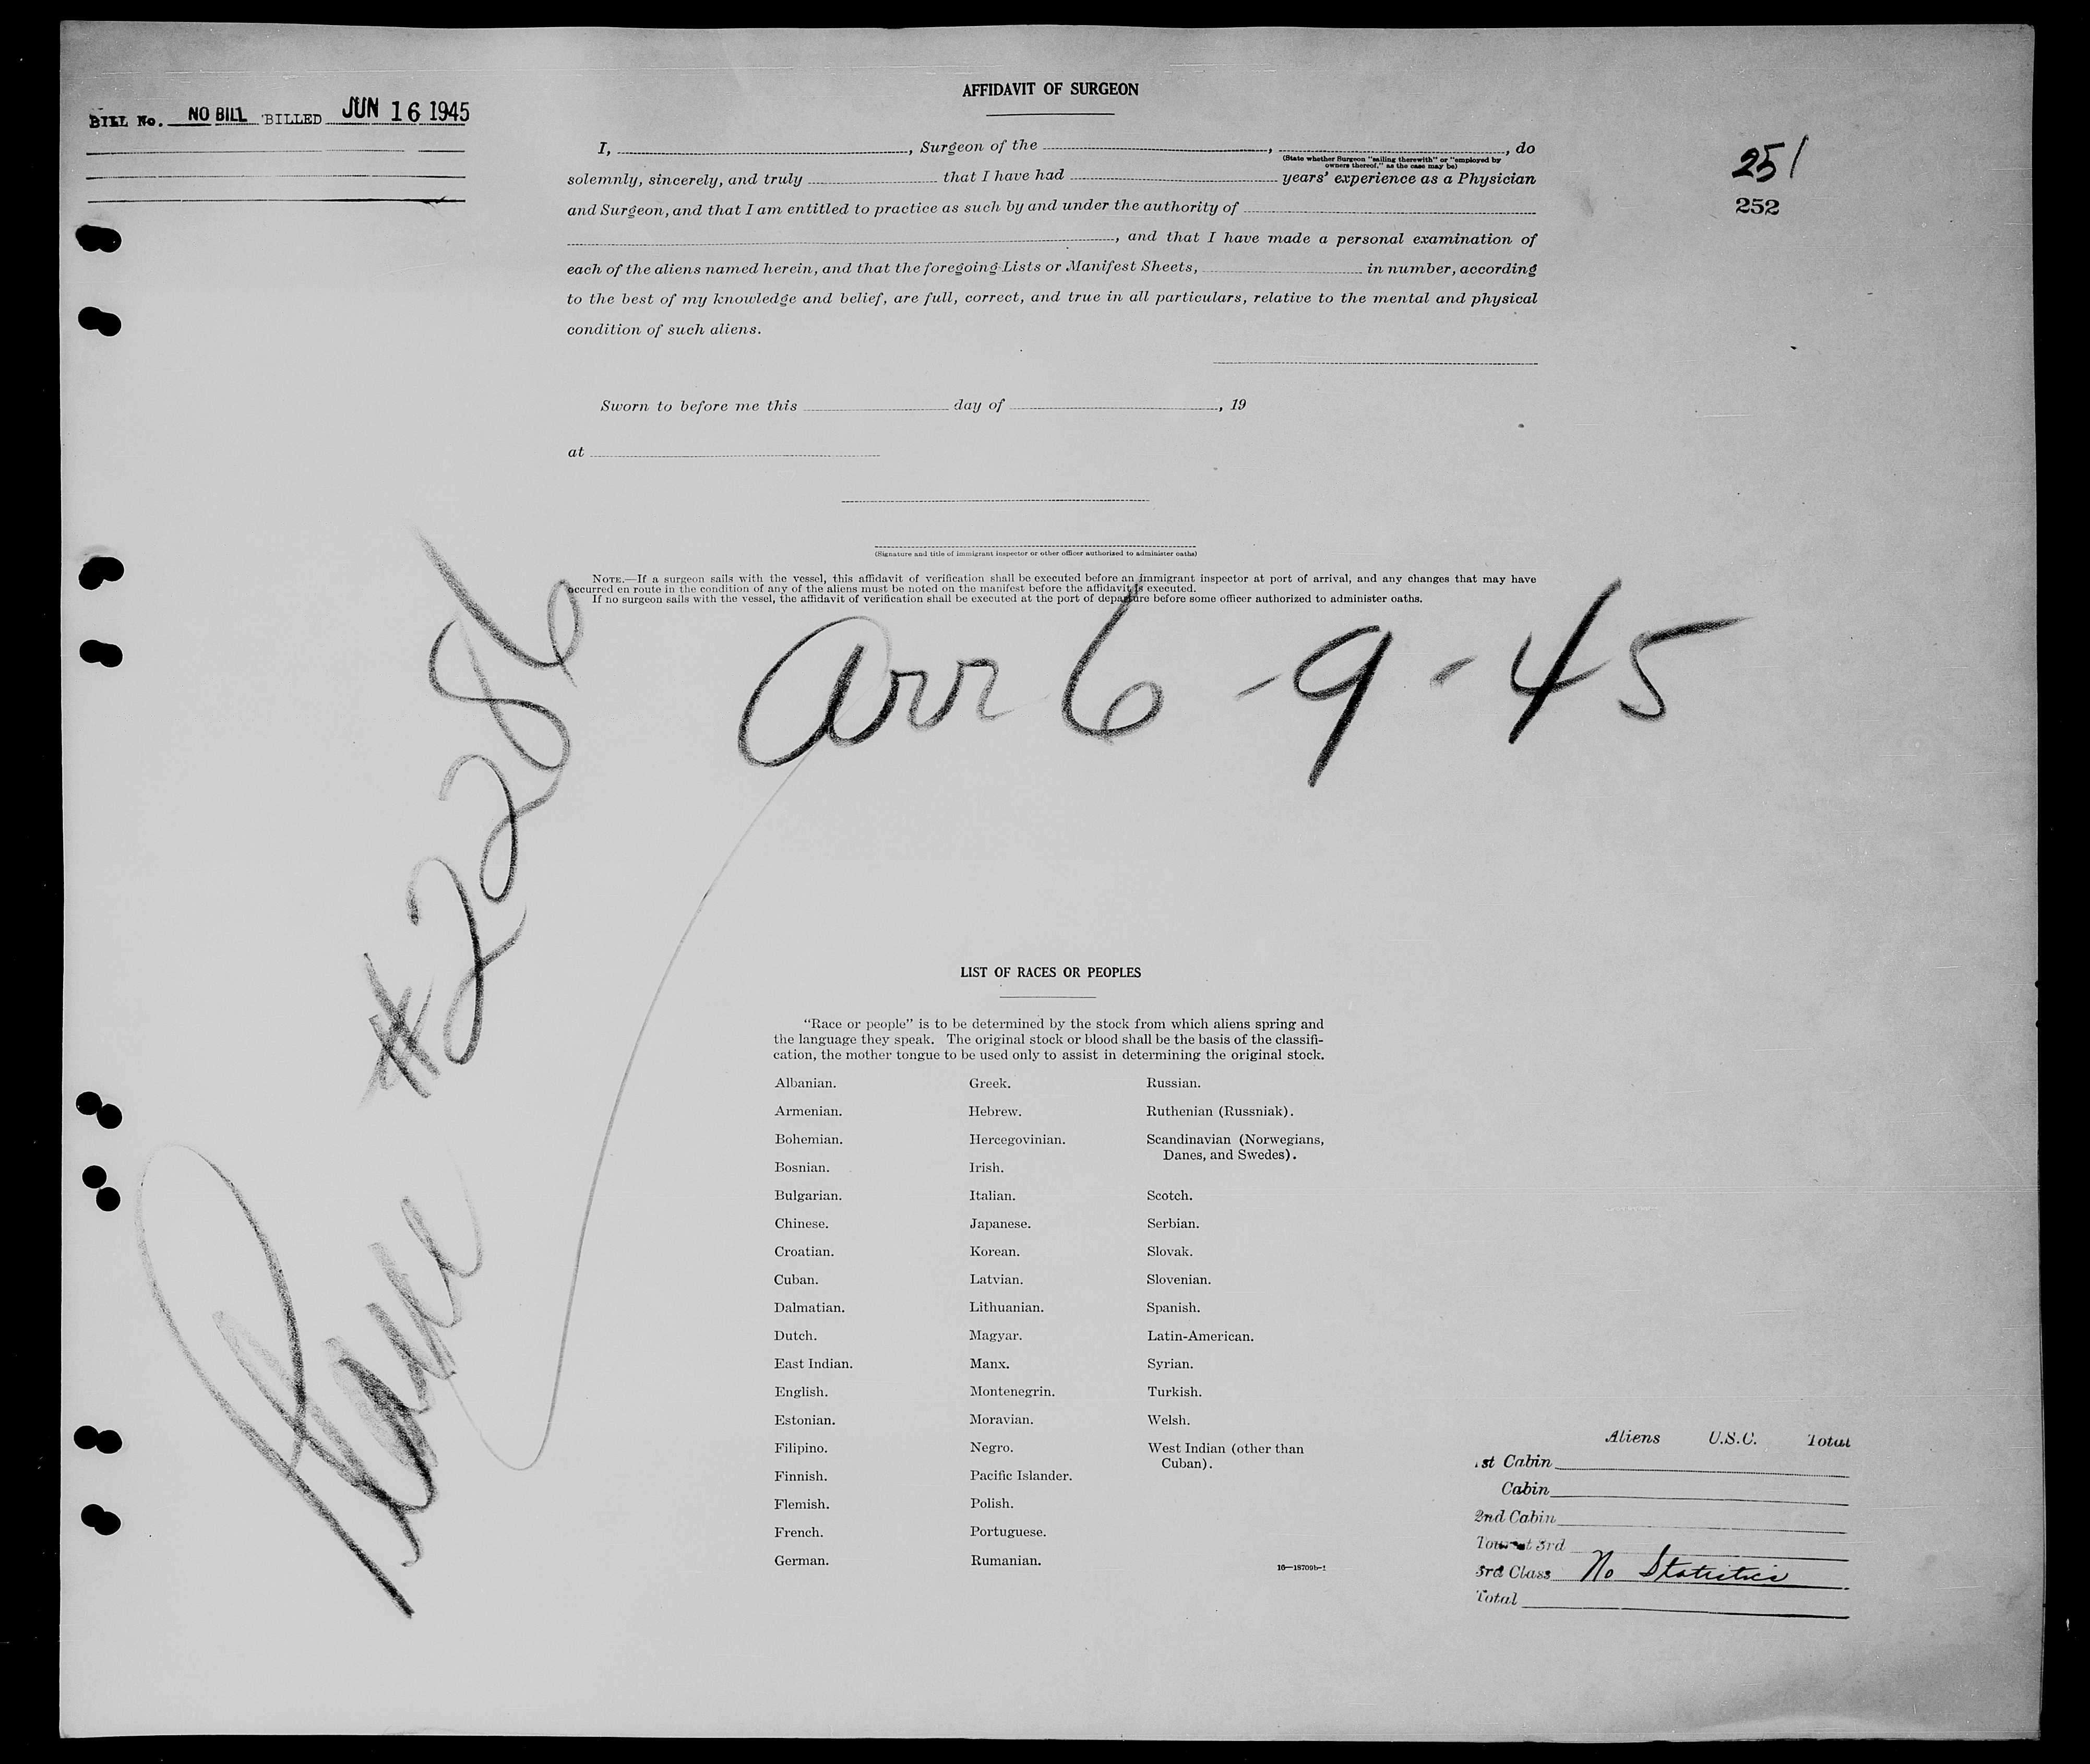 BILL No. NO BILL BILLED JUN 16 1945
251
252
AFFIDAVIT OF SURGEON
I, , Surgeon of the , , do
(State whether Surgeon "sailing therewith" or "employed by owners thereof," as the case may be)
solemnly, sincerely, and truly that I have had years' experience as a Physician
and Surgeon, and that I am entitled to practice as such by and under the authority of
, and that I have made a personal examination of
each of the aliens named herein, and that the foregoing Lists or Manifest Sheets, in number, according
to the best of my knowledge and belief, are full, correct, and true in all particulars, relative to the mental and physical
condition of such aliens.
Sworn to before me this day of , 19
at
(Signature and title of immigrant inspector or other officer authorized to administer oaths)
NOTE.—If a surgeon sails with the vessel, this affidavit of verification shall be executed before an immigrant inspector at port of arrival, and any changes that may have
occurred en route in the condition of any of the aliens must be noted on the manifest before the affidavit is executed.
If no surgeon sails with the vessel, the affidavit of verification shall be executed at the port of departure before some officer authorized to administer oaths.
Arr 6-9-45
Plane #2286
LIST OF RACES OR PEOPLES
"Race or people" is to be determined by the stock from which aliens spring and
the language they speak. The original stock or blood shall be the basis of the classifi-
cation, the mother tongue to be used only to assist in determining the original stock.
Albanian.
Armenian.
Bohemian.
Bosnian.
Bulgarian.
Chinese.
Croatian.
Cuban.
Dalmatian.
Dutch.
East Indian.
English.
Estonian.
Filipino.
Finnish.
Flemish.
French.
German.
Greek.
Hebrew.
Hercegovinian.
Irish.
Italian.
Japanese.
Korean.
Latvian.
Lithuanian.
Magyar.
Manx.
Montenegrin.
Moravian.
Negro.
Pacific Islander.
Polish.
Portuguese.
Rumanian.
Russian.
Ruthenian (Russniak).
Scandinavian (Norwegians,
Danes, and Swedes).
Scotch.
Serbian.
Slovak.
Slovenian.
Spanish.
Latin-American.
Syrian.
Turkish.
Welsh.
West Indian (other than
Cuban).
16—18709b-1
Aliens U.S.C. Total
1st Cabin
Cabin
2nd Cabin
Tourist 3rd
3rd Class No Statistics
Total